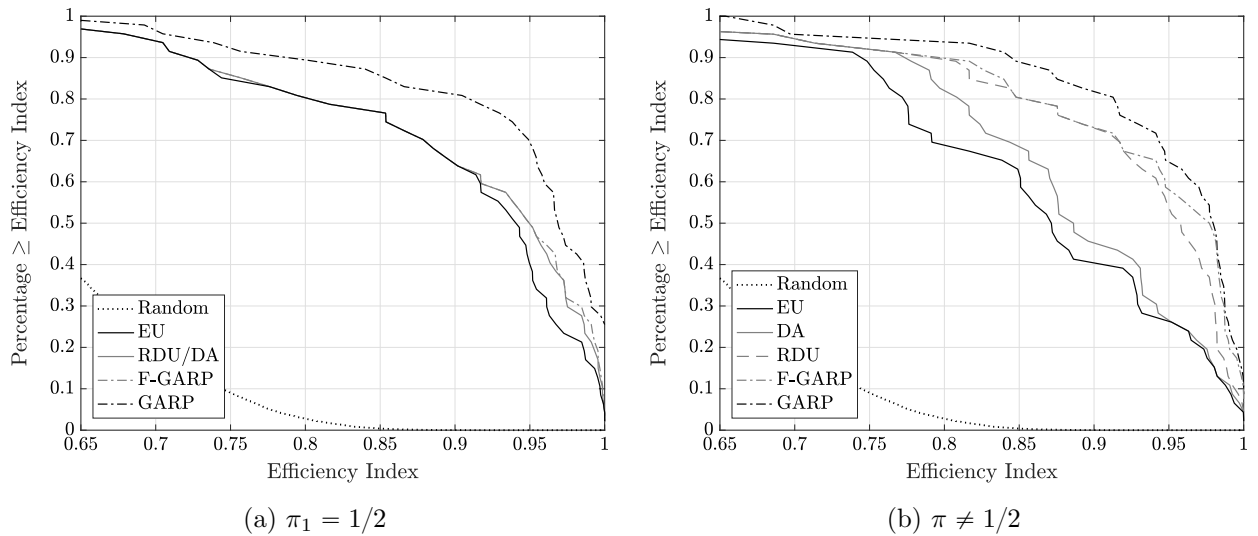 Percentage ≥ Efficiency Index
1
0.9
0.8
0.7
0.6
0.5
0.4
0.3
0.2
0.1
0
Random
EU
RDU/DA
F-GARP
GARP
0.65 0.7 0.75 0.8 0.85 0.9 0.95 1
Efficiency Index
(a) π₁ = 1/2
Percentage ≥ Efficiency Index
1
0.9
0.8
0.7
0.6
0.5
0.4
0.3
0.2
0.1
0
Random
EU
DA
RDU
F-GARP
GARP
0.65 0.7 0.75 0.8 0.85 0.9 0.95 1
Efficiency Index
(b) π ≠ 1/2